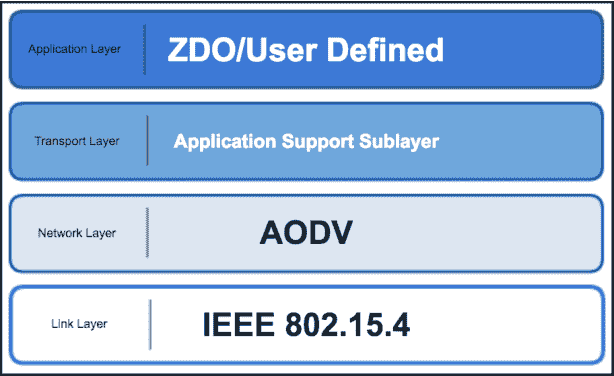 Application Layer
ZDO/User Defined
Transport Layer
Application Support Sublayer
Network Layer
AODV
Link Layer
IEEE 802.15.4